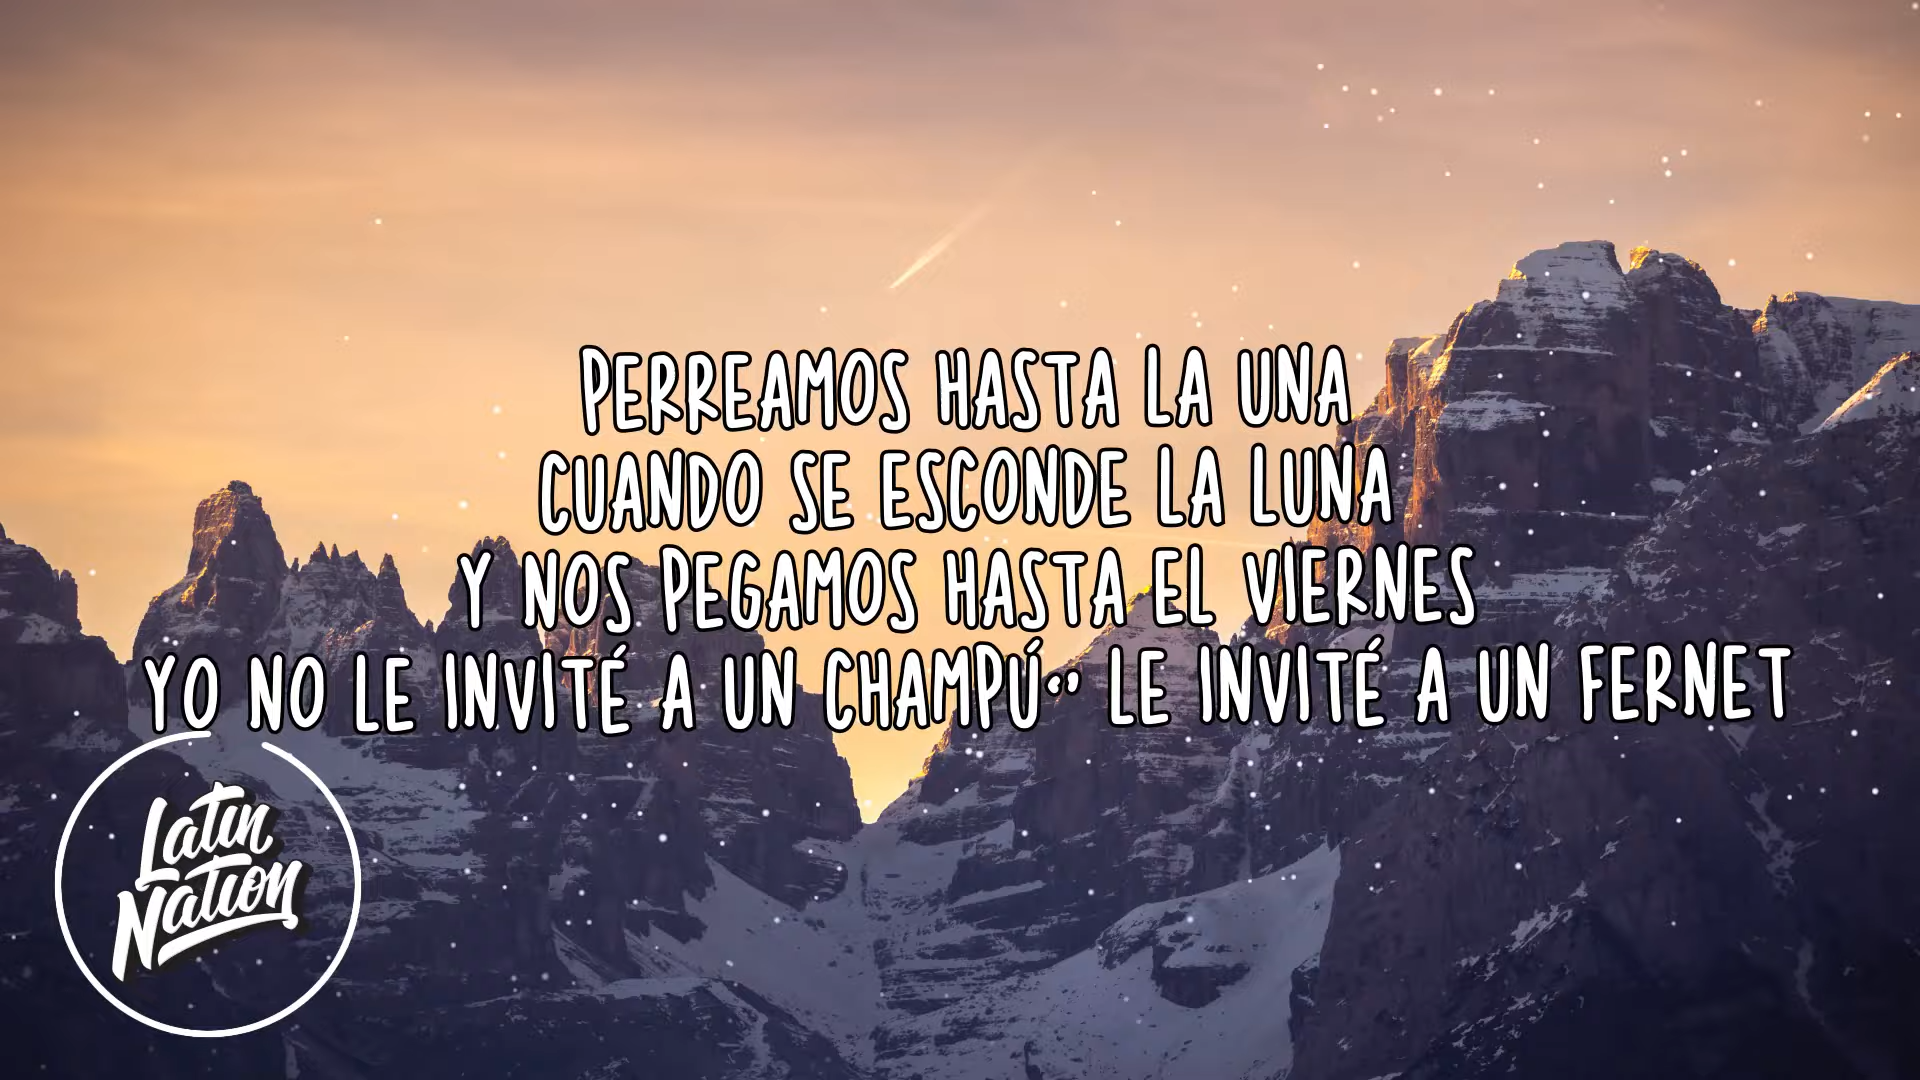 PERREAMOS HASTA LA UNA
CUANDO SE ESCONDE LA LUNA
Y NOS PEGAMOS HASTA EL VIERNES
YO NO LE INVITÉ A UN CHAMPÚ“” LE INVITÉ A UN FERNET
Latin
Nation